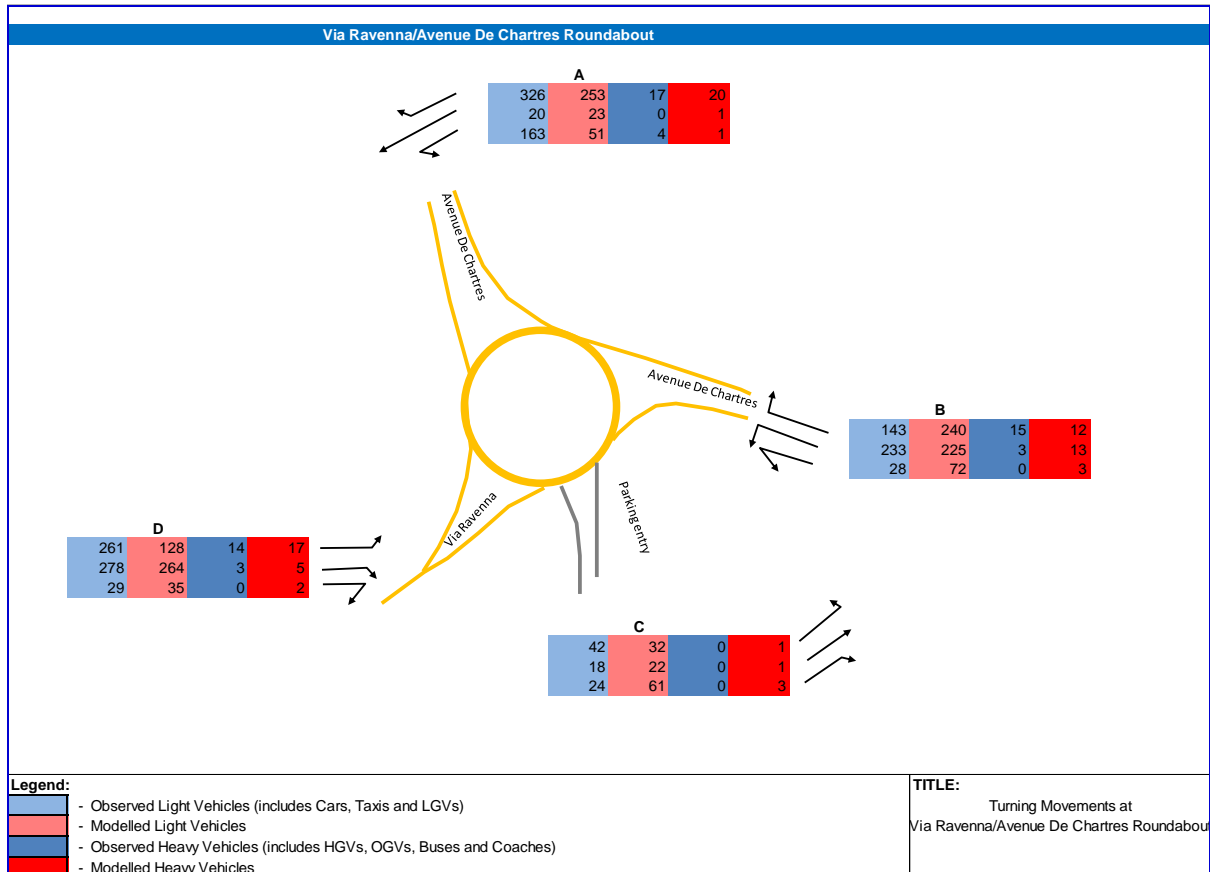 Via Ravenna/Avenue De Chartres Roundabout
A
326 253 17 20
20 23 0 1
163 51 4 1
Avenue De Chartres
Avenue De Chartres
B
143 240 15 12
233 225 3 13
28 72 0 3
Parking entry
Via Ravenna
D
261 128 14 17
278 264 3 5
29 35 0 2
C
42 32 0 1
18 22 0 1
24 61 0 3
Legend:
- Observed Light Vehicles (includes Cars, Taxis and LGVs)
- Modelled Light Vehicles
- Observed Heavy Vehicles (includes HGVs, OGVs, Buses and Coaches)
- Modelled Heavy Vehicles
TITLE:
Turning Movements at
Via Ravenna/Avenue De Chartres Roundabout